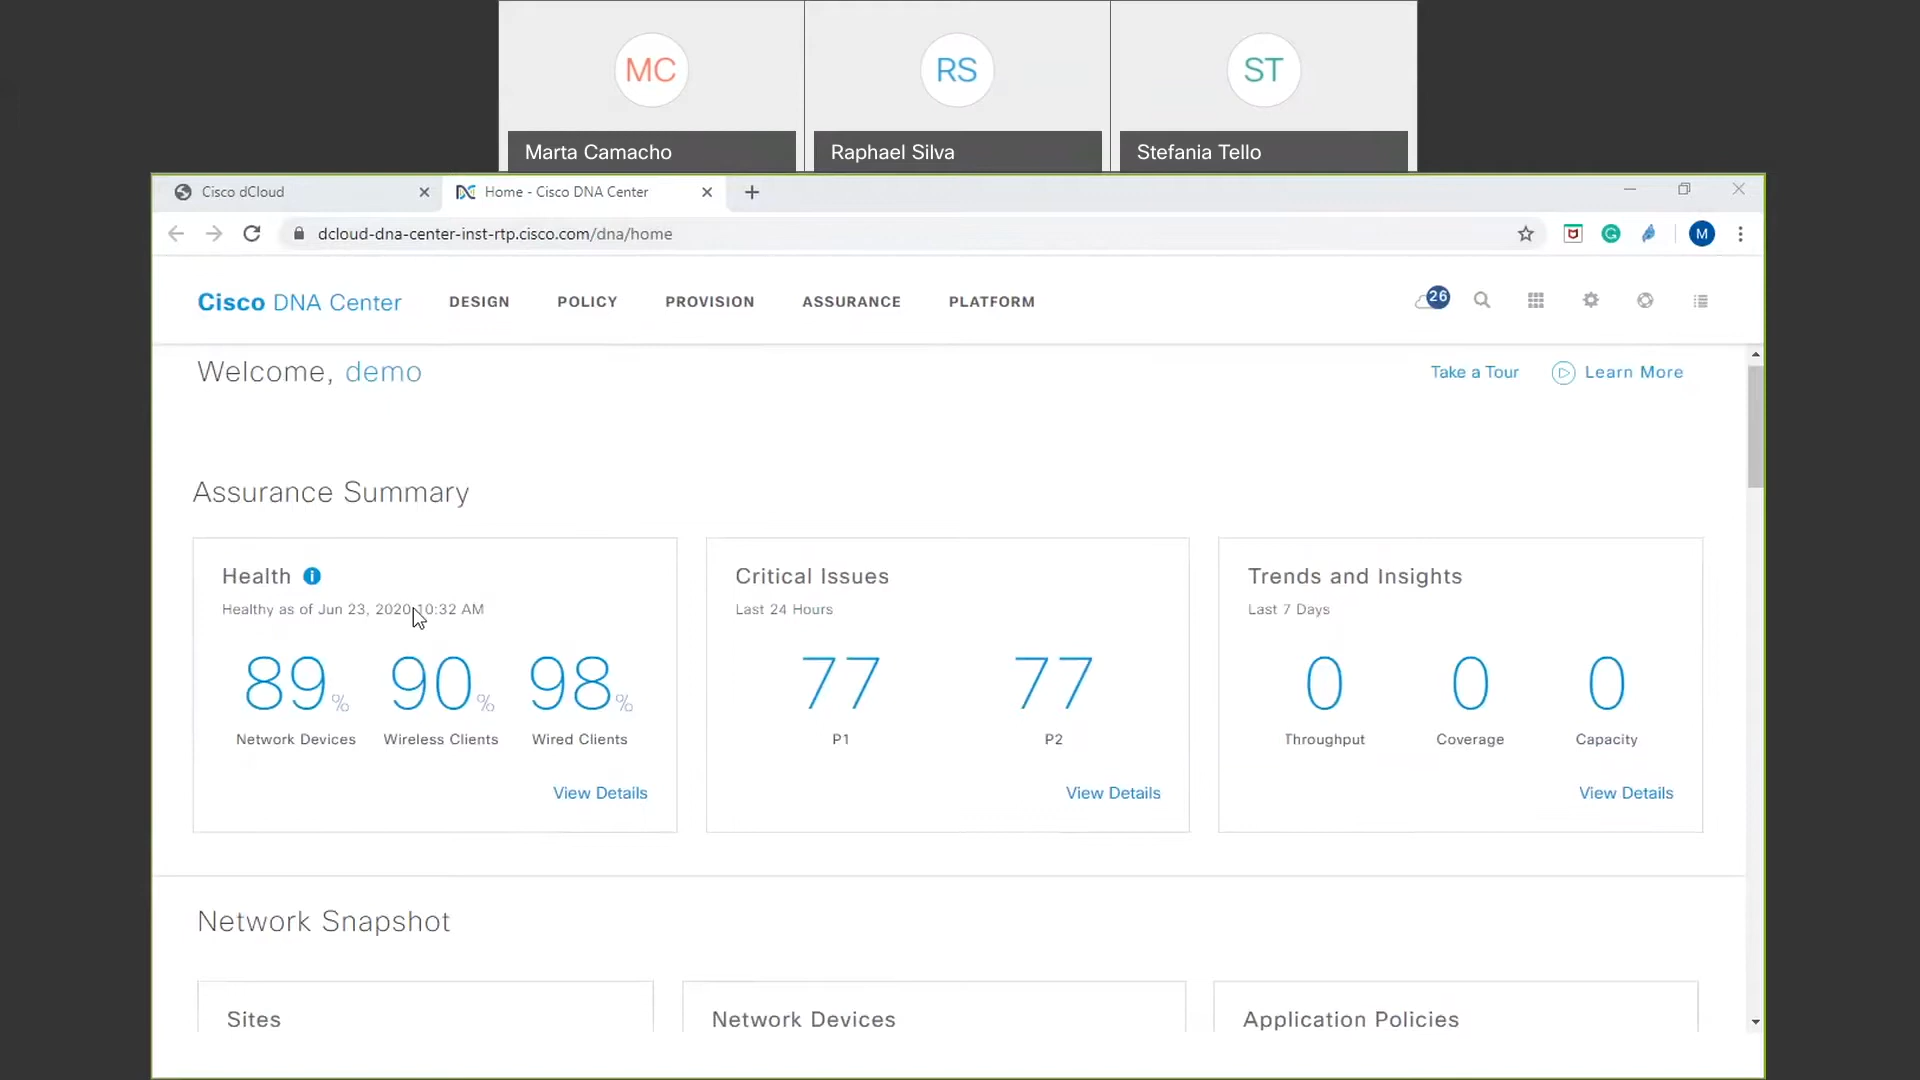 MC
RS
ST
Marta Camacho
Raphael Silva
Stefania Tello
Cisco dCloud
Home - Cisco DNA Center
dcloud-dna-center-inst-rtp.cisco.com/dna/home
M
Cisco DNA Center
DESIGN
POLICY
PROVISION
ASSURANCE
PLATFORM
26
Welcome, demo
Take a Tour
Learn More
Assurance Summary
Health
Healthy as of Jun 23, 2020 10:32 AM
89%
90%
98%
Network Devices
Wireless Clients
Wired Clients
View Details
Critical Issues
Last 24 Hours
77
77
P1
P2
View Details
Trends and Insights
Last 7 Days
0
0
0
Throughput
Coverage
Capacity
View Details
Network Snapshot
Sites
Network Devices
Application Policies